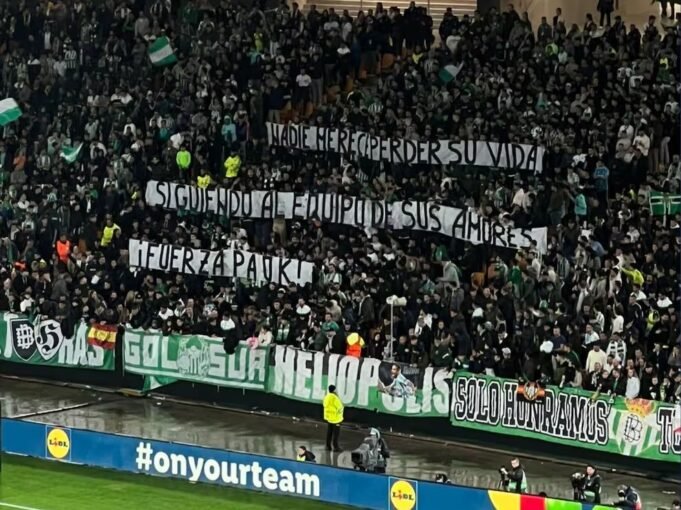 NADIE MERECE PERDER SU VIDA
SIGUIENDO AL EQUIPO DE SUS AMORES
¡FUERZA PAOK!
GOL SUR
HELIOPOLIS
SOLO HONRAMOS
LIDL
#onyourteam
LIDL